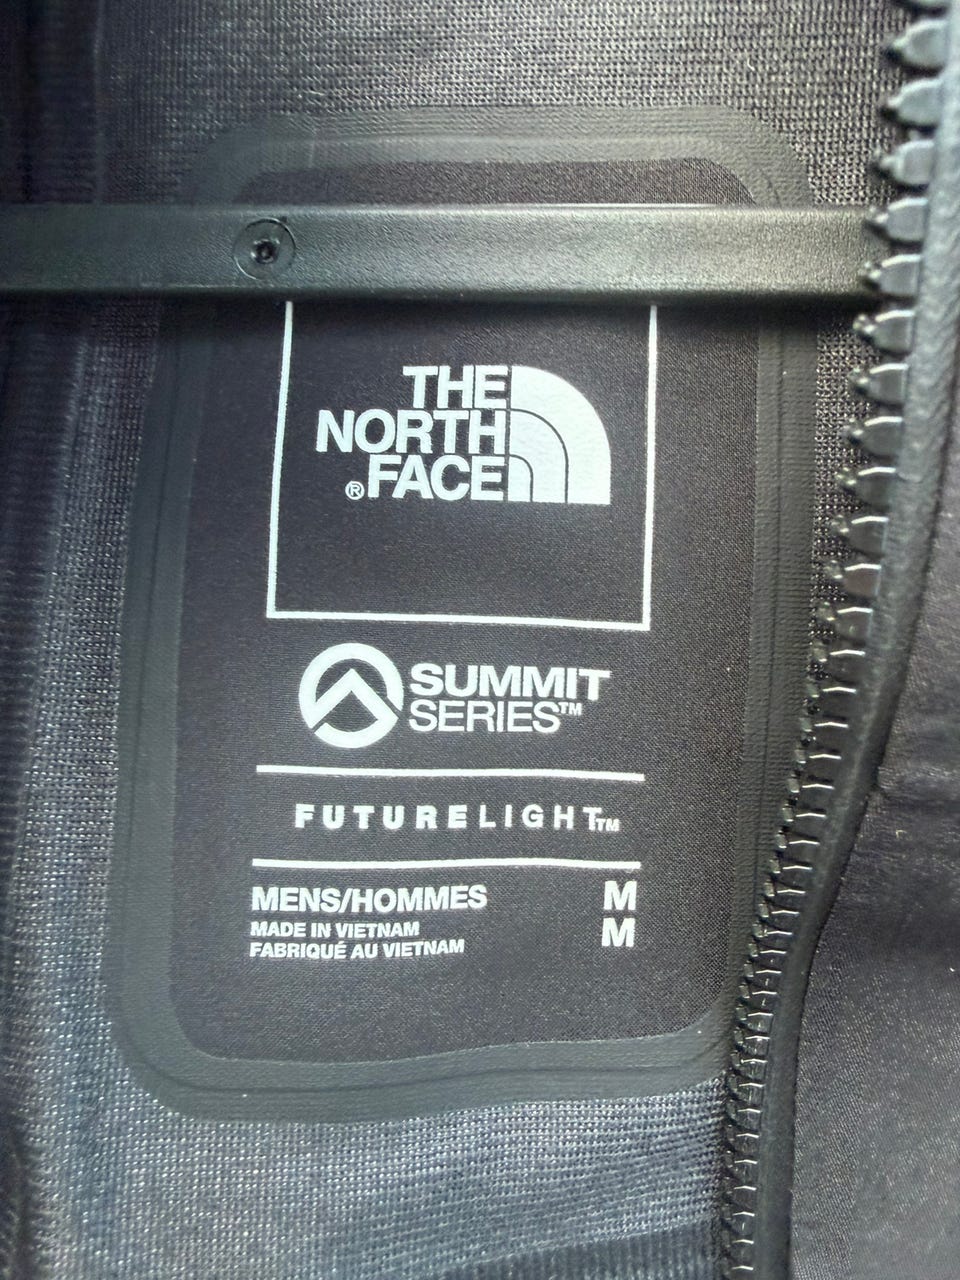 THE
NORTH
®FACE
SUMMIT
SERIES™
FUTURELIGHT™
MENS/HOMMES M
MADE IN VIETNAM M
FABRIQUÉ AU VIETNAM